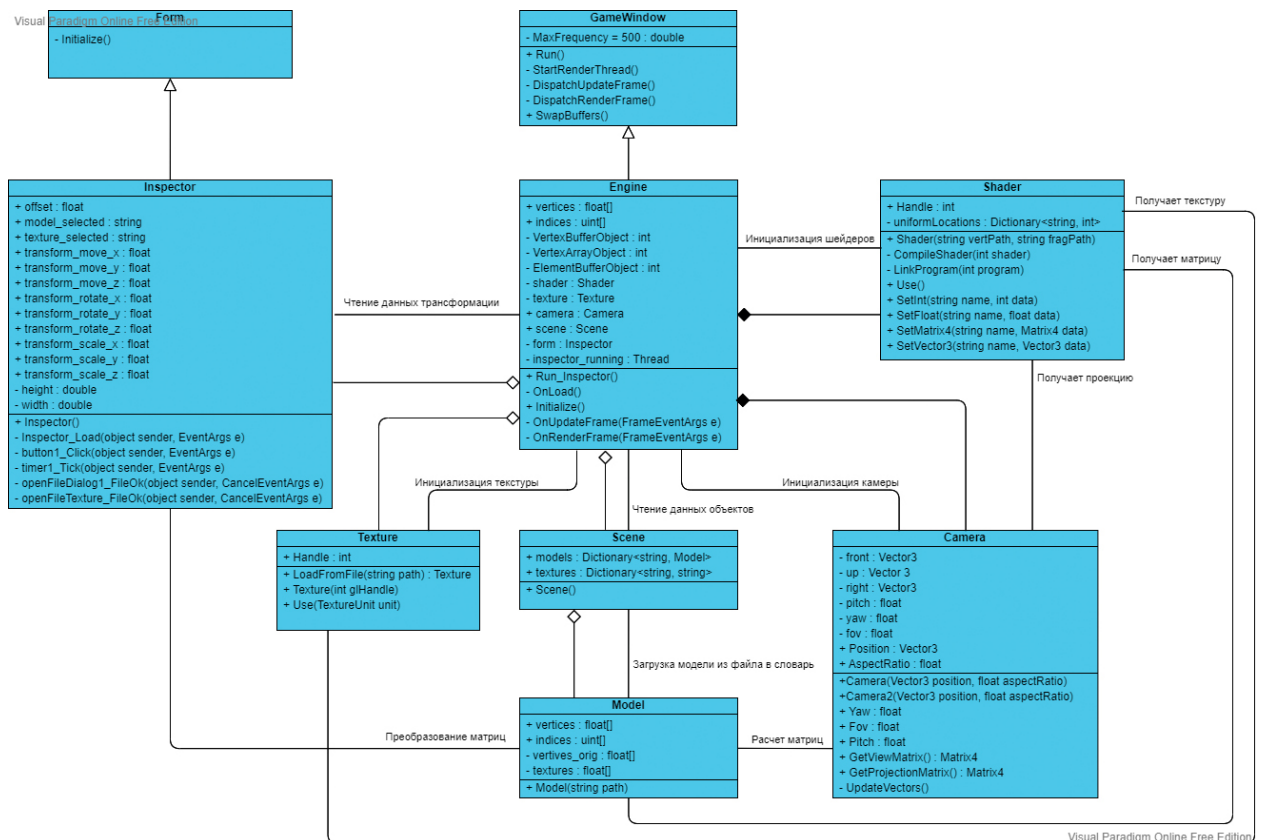 Visual Paradigm Online Free Edition
Form
- Initialize()
GameWindow
- MaxFrequency = 500 : double
+ Run()
- StartRenderThread()
- DispatchUpdateFrame()
- DispatchRenderFrame()
+ SwapBuffers()
Inspector
+ offset : float
+ model_selected : string
+ texture_selected : string
+ transform_move_x : float
+ transform_move_y : float
+ transform_move_z : float
+ transform_rotate_x : float
+ transform_rotate_y : float
+ transform_rotate_z : float
+ transform_scale_x : float
+ transform_scale_y : float
+ transform_scale_z : float
- height : double
- width : double
+ Inspector()
- Inspector_Load(object sender, EventArgs e)
- button1_Click(object sender, EventArgs e)
- timer1_Tick(object sender, EventArgs e)
- openFileDialog1_FileOk(object sender, CancelEventArgs e)
- openFileTexture_FileOk(object sender, CancelEventArgs e)
Чтение данных трансформации
Engine
+ vertices : float[]
+ indices : uint[]
- VertexBufferObject : int
- VertexArrayObject : int
- ElementBufferObject : int
- shader : Shader
- texture : Texture
+ camera : Camera
+ scene : Scene
- form : Inspector
- inspector_running : Thread
+ Run_Inspector()
- OnLoad()
+ Initialize()
- OnUpdateFrame(FrameEventArgs e)
- OnRenderFrame(FrameEventArgs e)
Инициализация шейдеров
Shader
+ Handle : int
- uniformLocations : Dictionary<string, int>
+ Shader(string vertPath, string fragPath)
- CompileShader(int shader)
- LinkProgram(int program)
+ Use()
+ SetInt(string name, int data)
+ SetFloat(string name, float data)
+ SetMatrix4(string name, Matrix4 data)
+ SetVector3(string name, Vector3 data)
Получает текстуру
Получает матрицу
Получает проекцию
Инициализация текстуры
Чтение данных объектов
Инициализация камеры
Texture
+ Handle : int
+ LoadFromFile(string path) : Texture
+ Texture(int glHandle)
+ Use(TextureUnit unit)
Scene
+ models : Dictionary<string, Model>
+ textures : Dictionary<string, string>
+ Scene()
Camera
- front : Vector3
- up : Vector 3
- right : Vector3
- pitch : float
- yaw : float
- fov : float
+ Position : Vector3
+ AspectRatio : float
+Camera(Vector3 position, float aspectRatio)
+Camera2(Vector3 position, float aspectRatio)
+ Yaw : float
+ Fov : float
+ Pitch : float
+ GetViewMatrix() : Matrix4
+ GetProjectionMatrix() : Matrix4
- UpdateVectors()
Загрузка модели из файла в словарь
Model
+ vertices : float[]
+ indices : uint[]
- vertives_orig : float[]
- textures : float[]
+ Model(string path)
Преобразование матриц
Расчет матриц
Visual Paradigm Online Free Edition